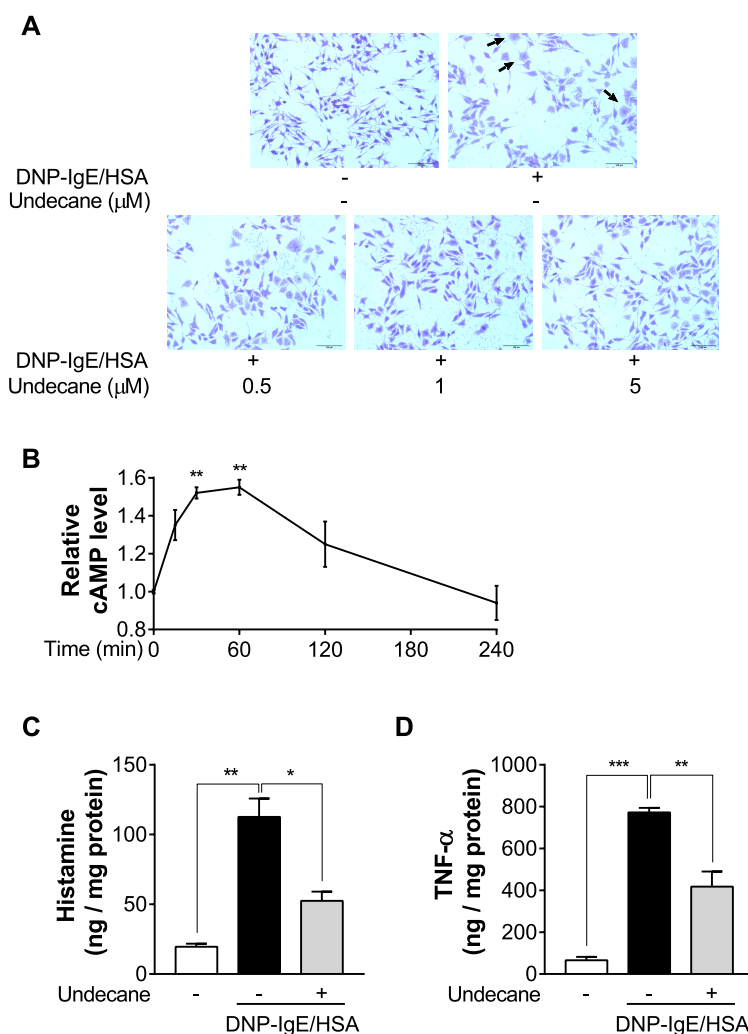 A
DNP-IgE/HSA - +
Undecane (μM) - -
DNP-IgE/HSA + + +
Undecane (μM) 0.5 1 5
B
** **
1.6
1.4
1.2
1.0
0.8
Relative
cAMP level
Time (min) 0 60 120 180 240
C
** *
150
100
50
0
Histamine
(ng / mg protein)
Undecane - - +
DNP-IgE/HSA
D
*** **
1000
800
600
400
200
0
TNF-α
(ng / mg protein)
- - +
DNP-IgE/HSA